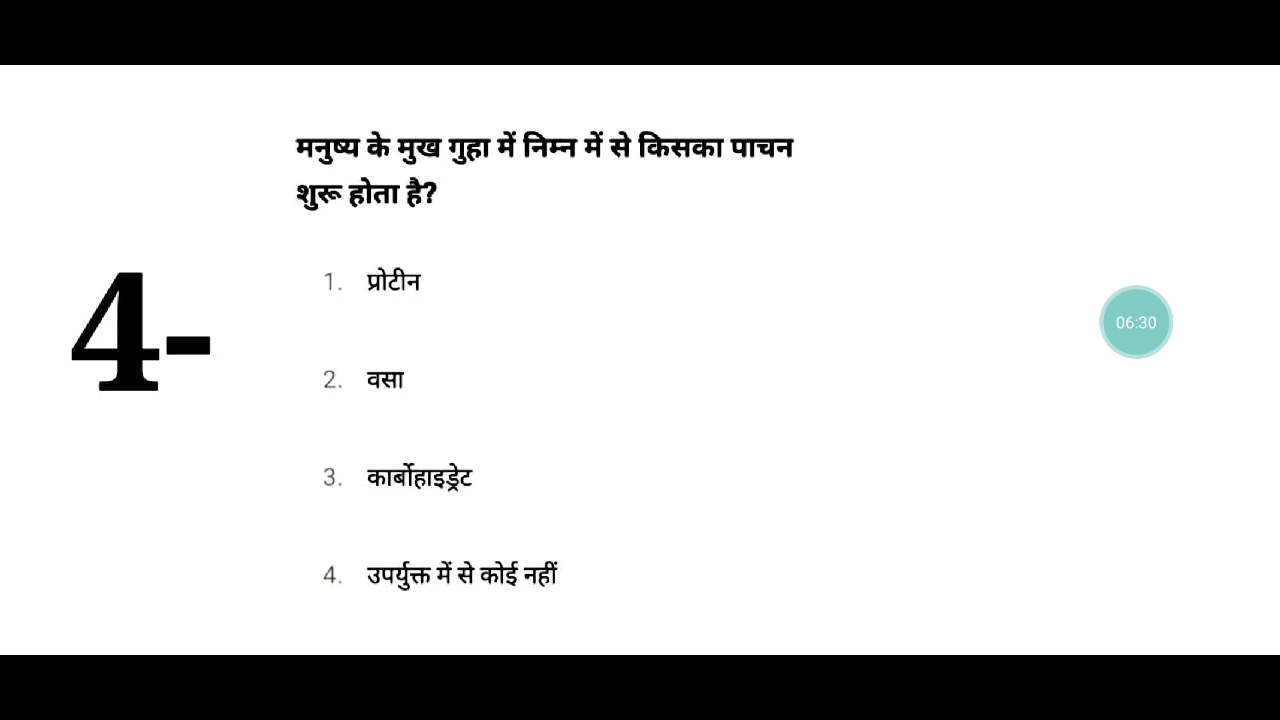 मनुष्य के मुख गुहा में निम्न में से किसका पाचन
शुरू होता है?
4-
1. प्रोटीन
2. वसा
3. कार्बोहाइड्रेट
4. उपर्युक्त में से कोई नहीं
06:30